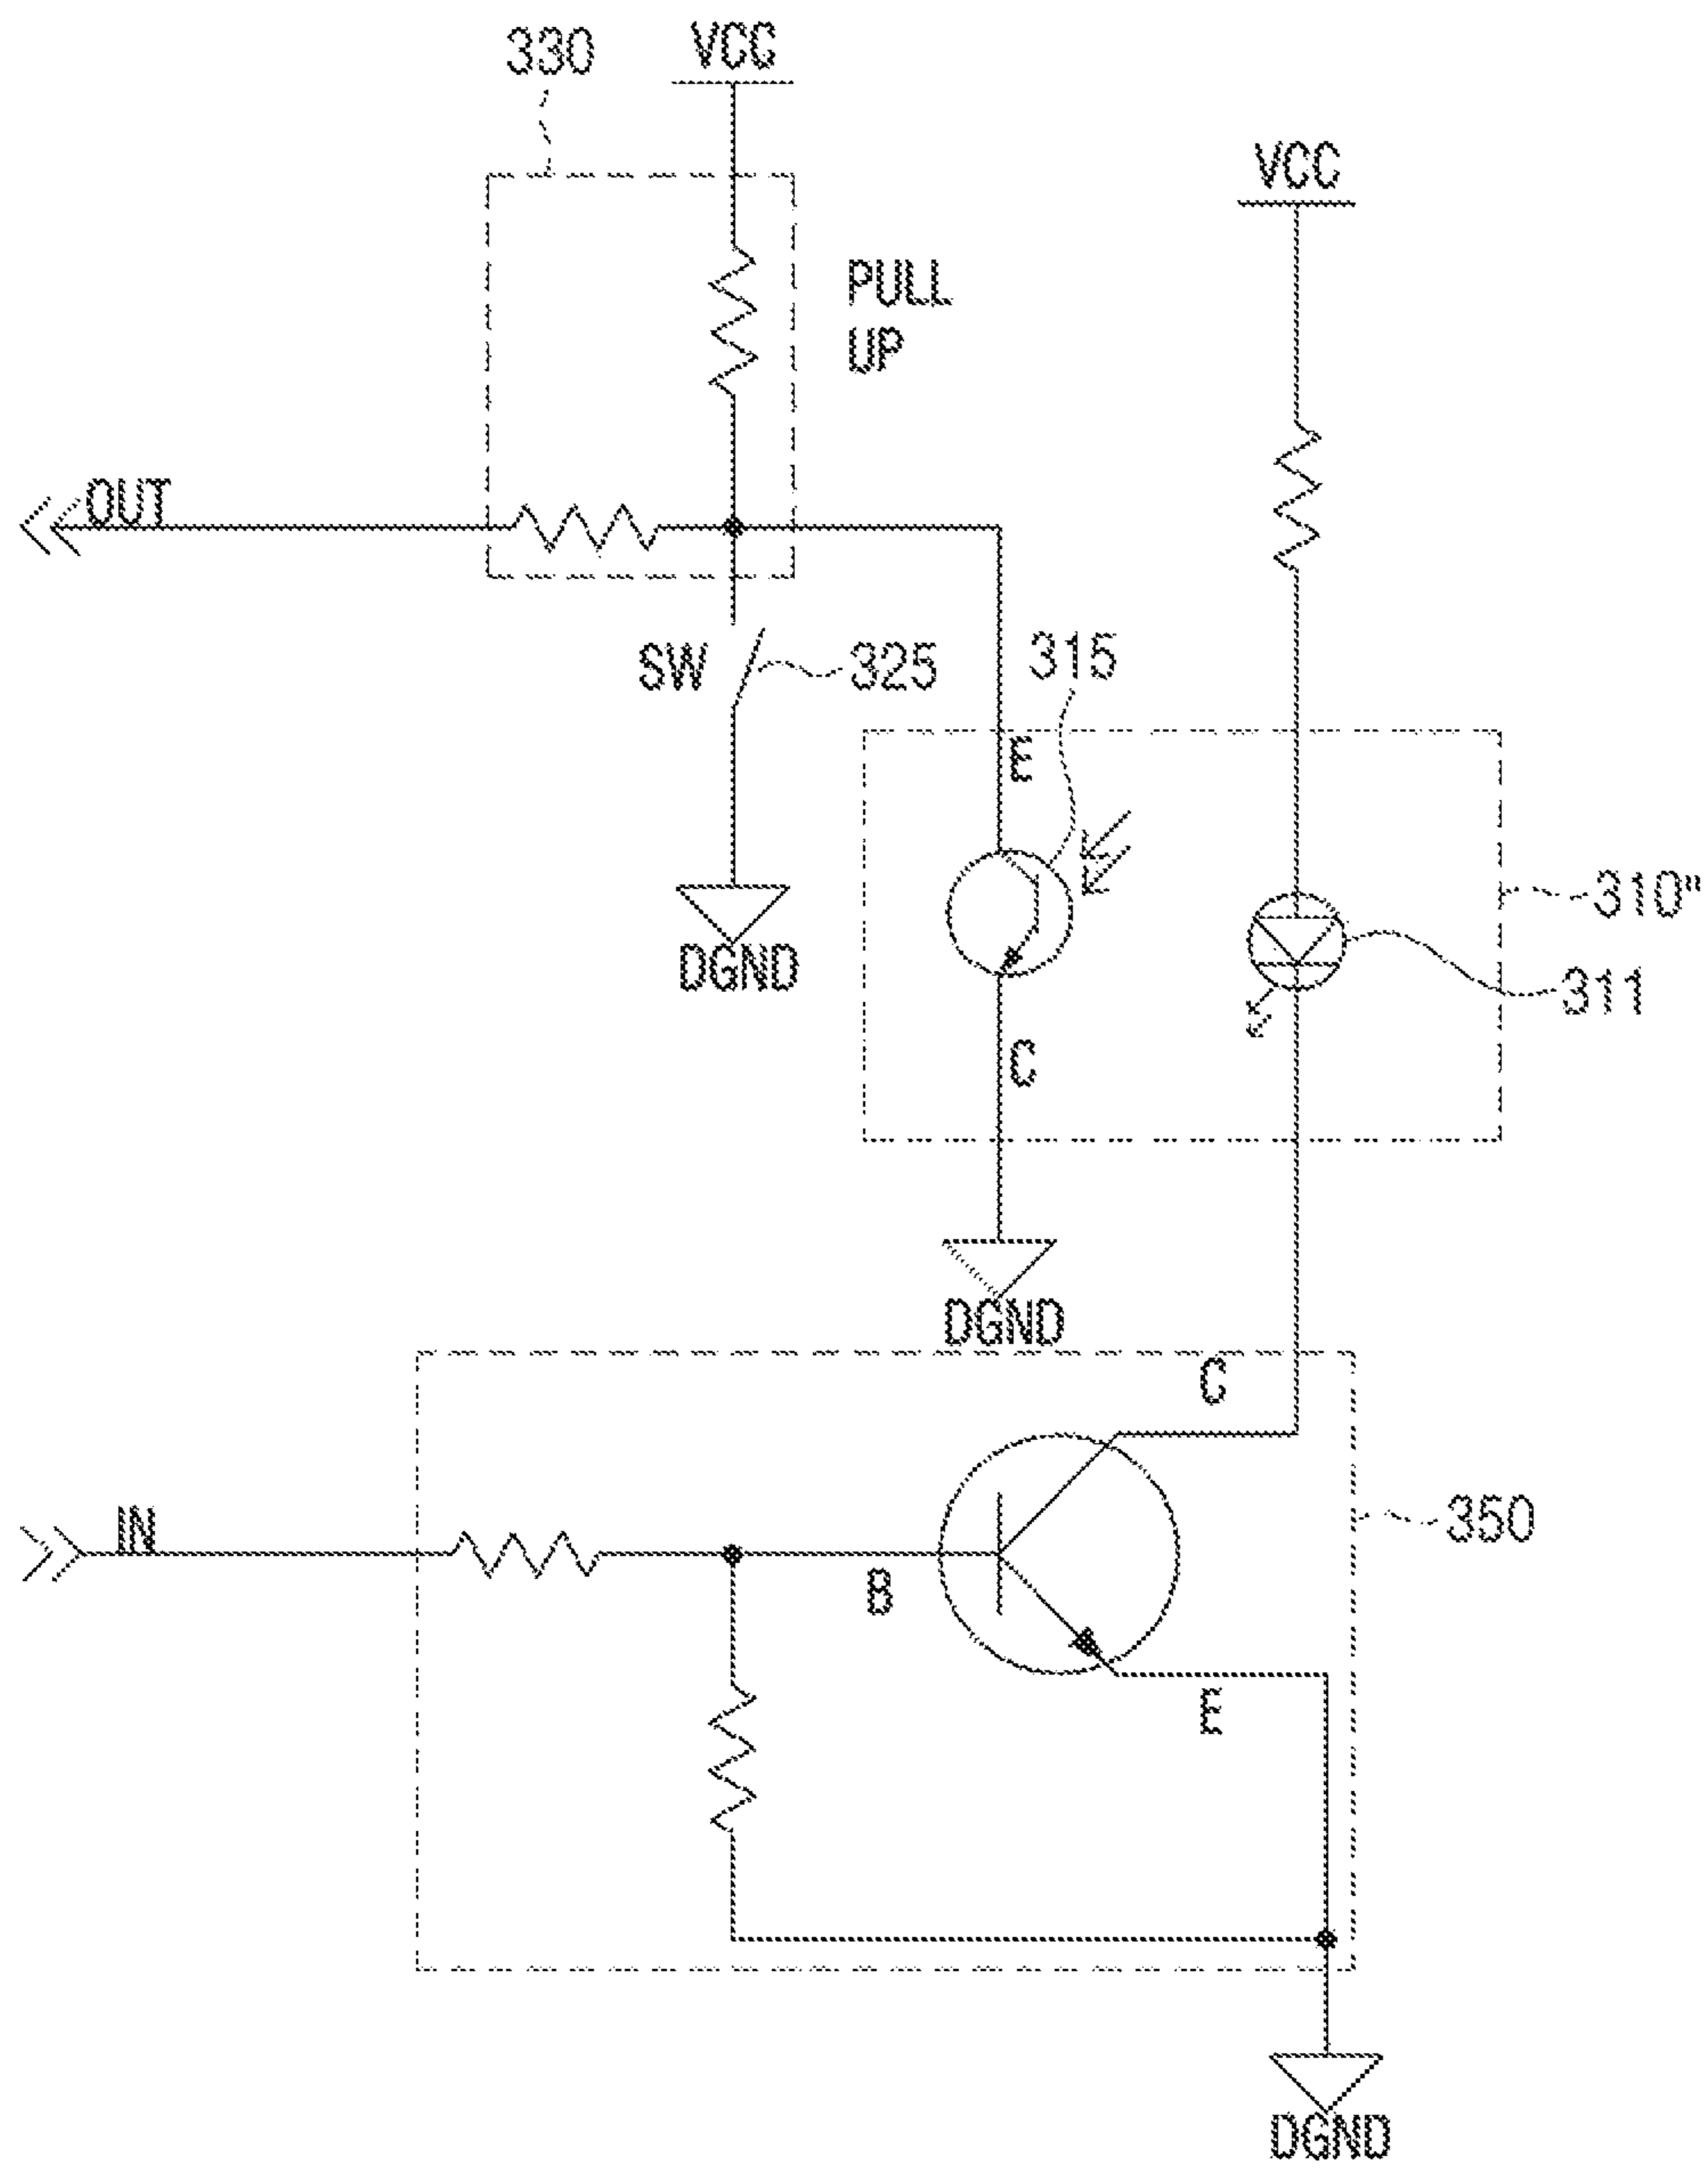 330
VCC
VCC
PULL
UP
OUT
SW
325
315
E
310"
DGND
311
C
DGND
C
IN
350
B
E
DGND